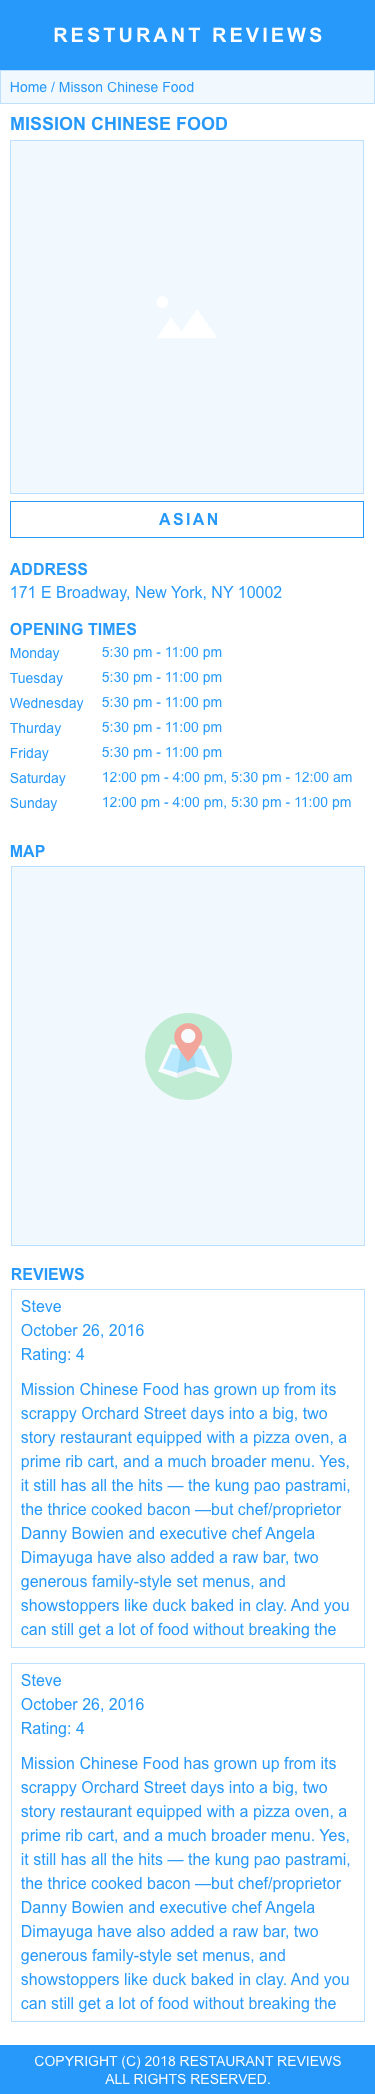 RESTURANT REVIEWS
Home / Misson Chinese Food
MISSION CHINESE FOOD
ASIAN
ADDRESS
171 E Broadway, New York, NY 10002
OPENING TIMES
Monday 5:30 pm - 11:00 pm
Tuesday 5:30 pm - 11:00 pm
Wednesday 5:30 pm - 11:00 pm
Thurday 5:30 pm - 11:00 pm
Friday 5:30 pm - 11:00 pm
Saturday 12:00 pm - 4:00 pm, 5:30 pm - 12:00 am
Sunday 12:00 pm - 4:00 pm, 5:30 pm - 11:00 pm
MAP
REVIEWS
Steve
October 26, 2016
Rating: 4
Mission Chinese Food has grown up from its
scrappy Orchard Street days into a big, two
story restaurant equipped with a pizza oven, a
prime rib cart, and a much broader menu. Yes,
it still has all the hits — the kung pao pastrami,
the thrice cooked bacon —but chef/proprietor
Danny Bowien and executive chef Angela
Dimayuga have also added a raw bar, two
generous family-style set menus, and
showstoppers like duck baked in clay. And you
can still get a lot of food without breaking the
Steve
October 26, 2016
Rating: 4
Mission Chinese Food has grown up from its
scrappy Orchard Street days into a big, two
story restaurant equipped with a pizza oven, a
prime rib cart, and a much broader menu. Yes,
it still has all the hits — the kung pao pastrami,
the thrice cooked bacon —but chef/proprietor
Danny Bowien and executive chef Angela
Dimayuga have also added a raw bar, two
generous family-style set menus, and
showstoppers like duck baked in clay. And you
can still get a lot of food without breaking the
COPYRIGHT (C) 2018 RESTAURANT REVIEWS
ALL RIGHTS RESERVED.